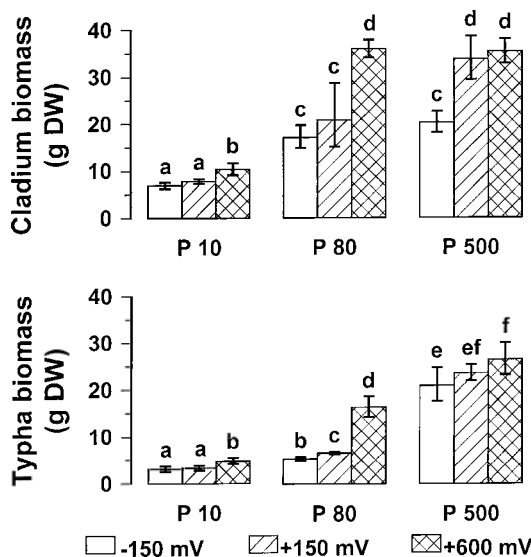 Cladium biomass
(g DW)
40
30
20
10
0
a a b
c c d
c d d
P 10 P 80 P 500
Typha biomass
(g DW)
40
30
20
10
0
a a b
b c d
e ef f
P 10 P 80 P 500
-150 mV +150 mV +600 mV